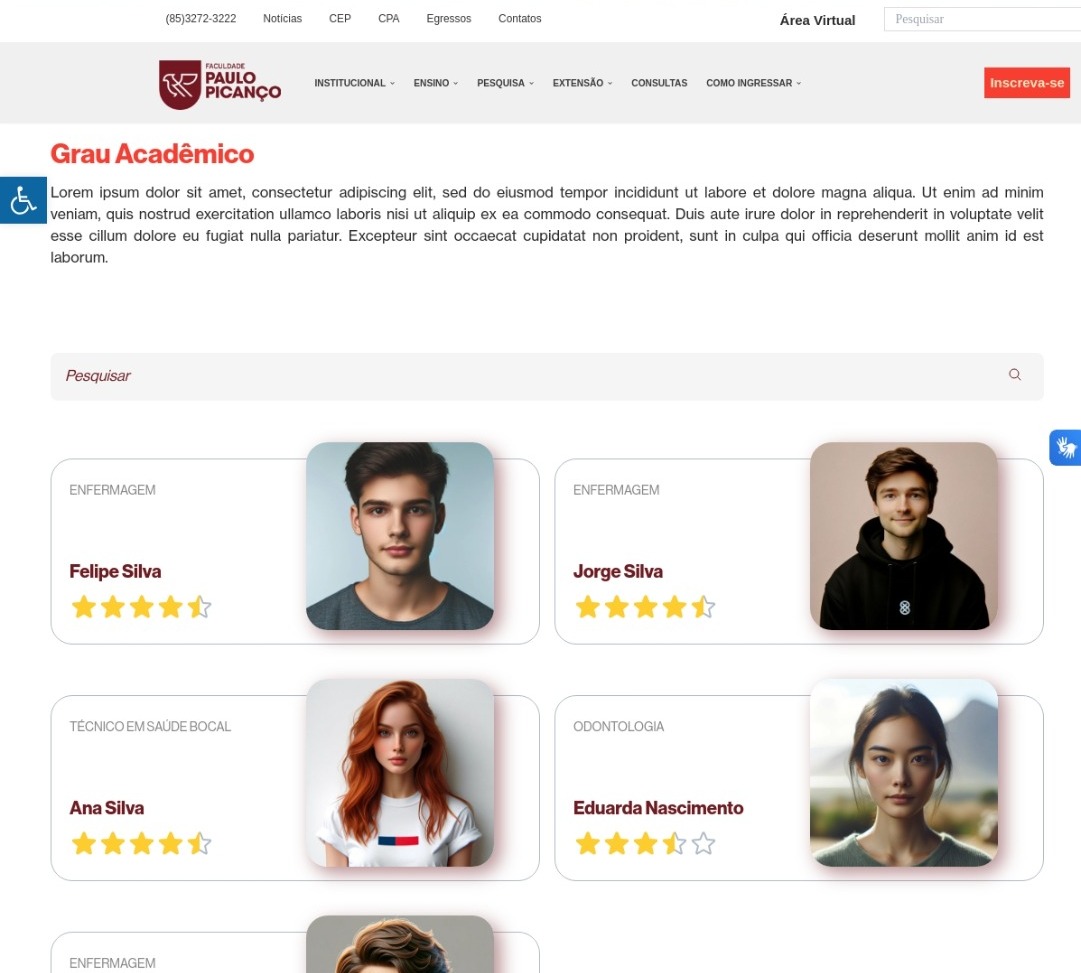 (85)3272-3222 Notícias CEP CPA Egressos Contatos Área Virtual Pesquisar
FACULDADE
PAULO
PICANÇO
INSTITUCIONAL ENSINO PESQUISA EXTENSÃO CONSULTAS COMO INGRESSAR Inscreva-se
Grau Acadêmico
Lorem ipsum dolor sit amet, consectetur adipiscing elit, sed do eiusmod tempor incididunt ut labore et dolore magna aliqua. Ut enim ad minim
veniam, quis nostrud exercitation ullamco laboris nisi ut aliquip ex ea commodo consequat. Duis aute irure dolor in reprehenderit in voluptate velit
esse cillum dolore eu fugiat nulla pariatur. Excepteur sint occaecat cupidatat non proident, sunt in culpa qui officia deserunt mollit anim id est
laborum.
Pesquisar
ENFERMAGEM
Felipe Silva
ENFERMAGEM
Jorge Silva
TÉCNICO EM SAÚDE BOCAL
Ana Silva
ODONTOLOGIA
Eduarda Nascimento
ENFERMAGEM